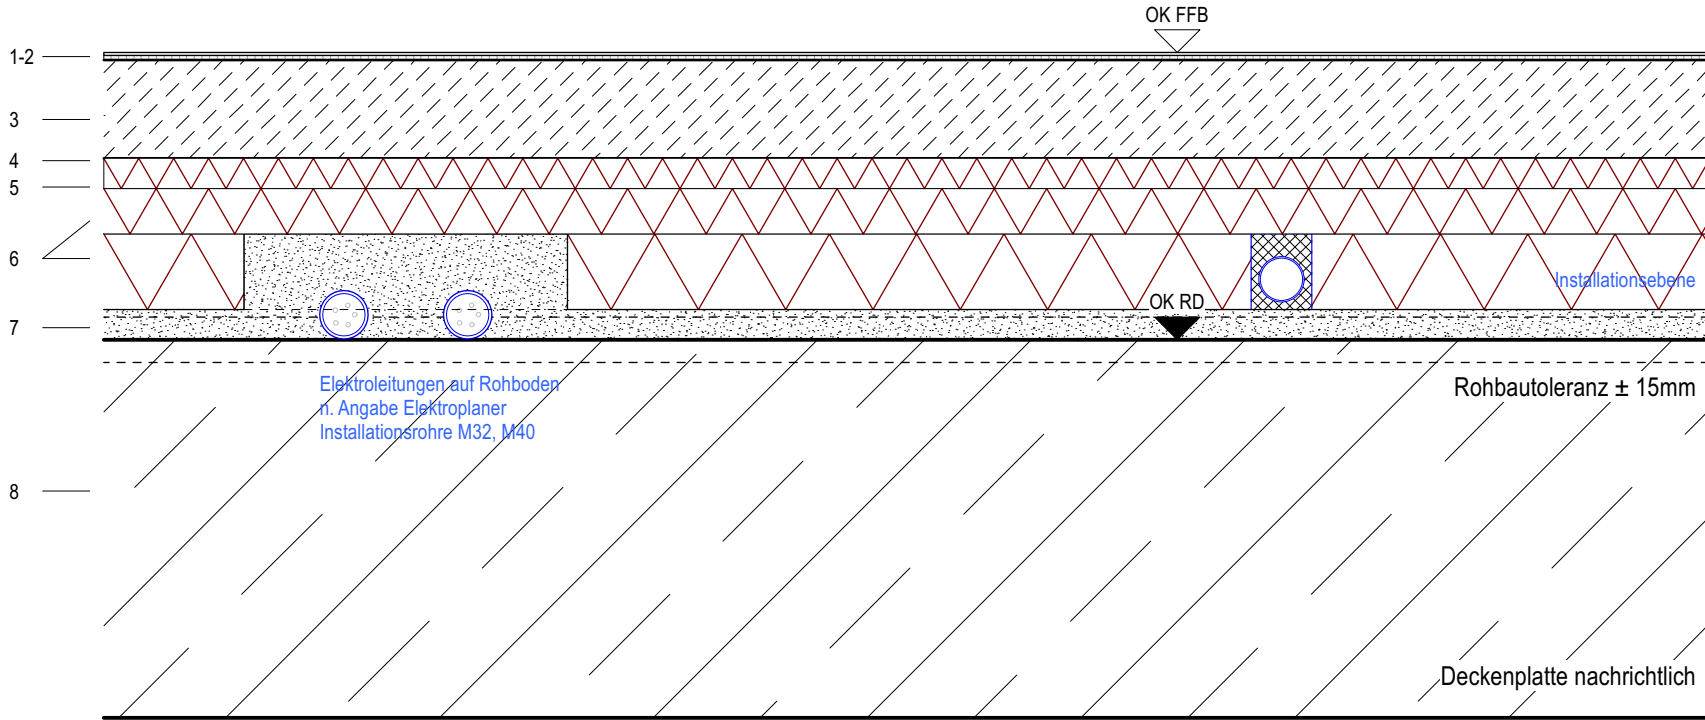 OK FFB
1-2
3
4
5
6
Installationsebene
OK RD
7
Elektroleitungen auf Rohboden
n. Angabe Elektroplaner
Installationsrohre M32, M40
Rohbautoleranz ± 15mm
8
Deckenplatte nachrichtlich